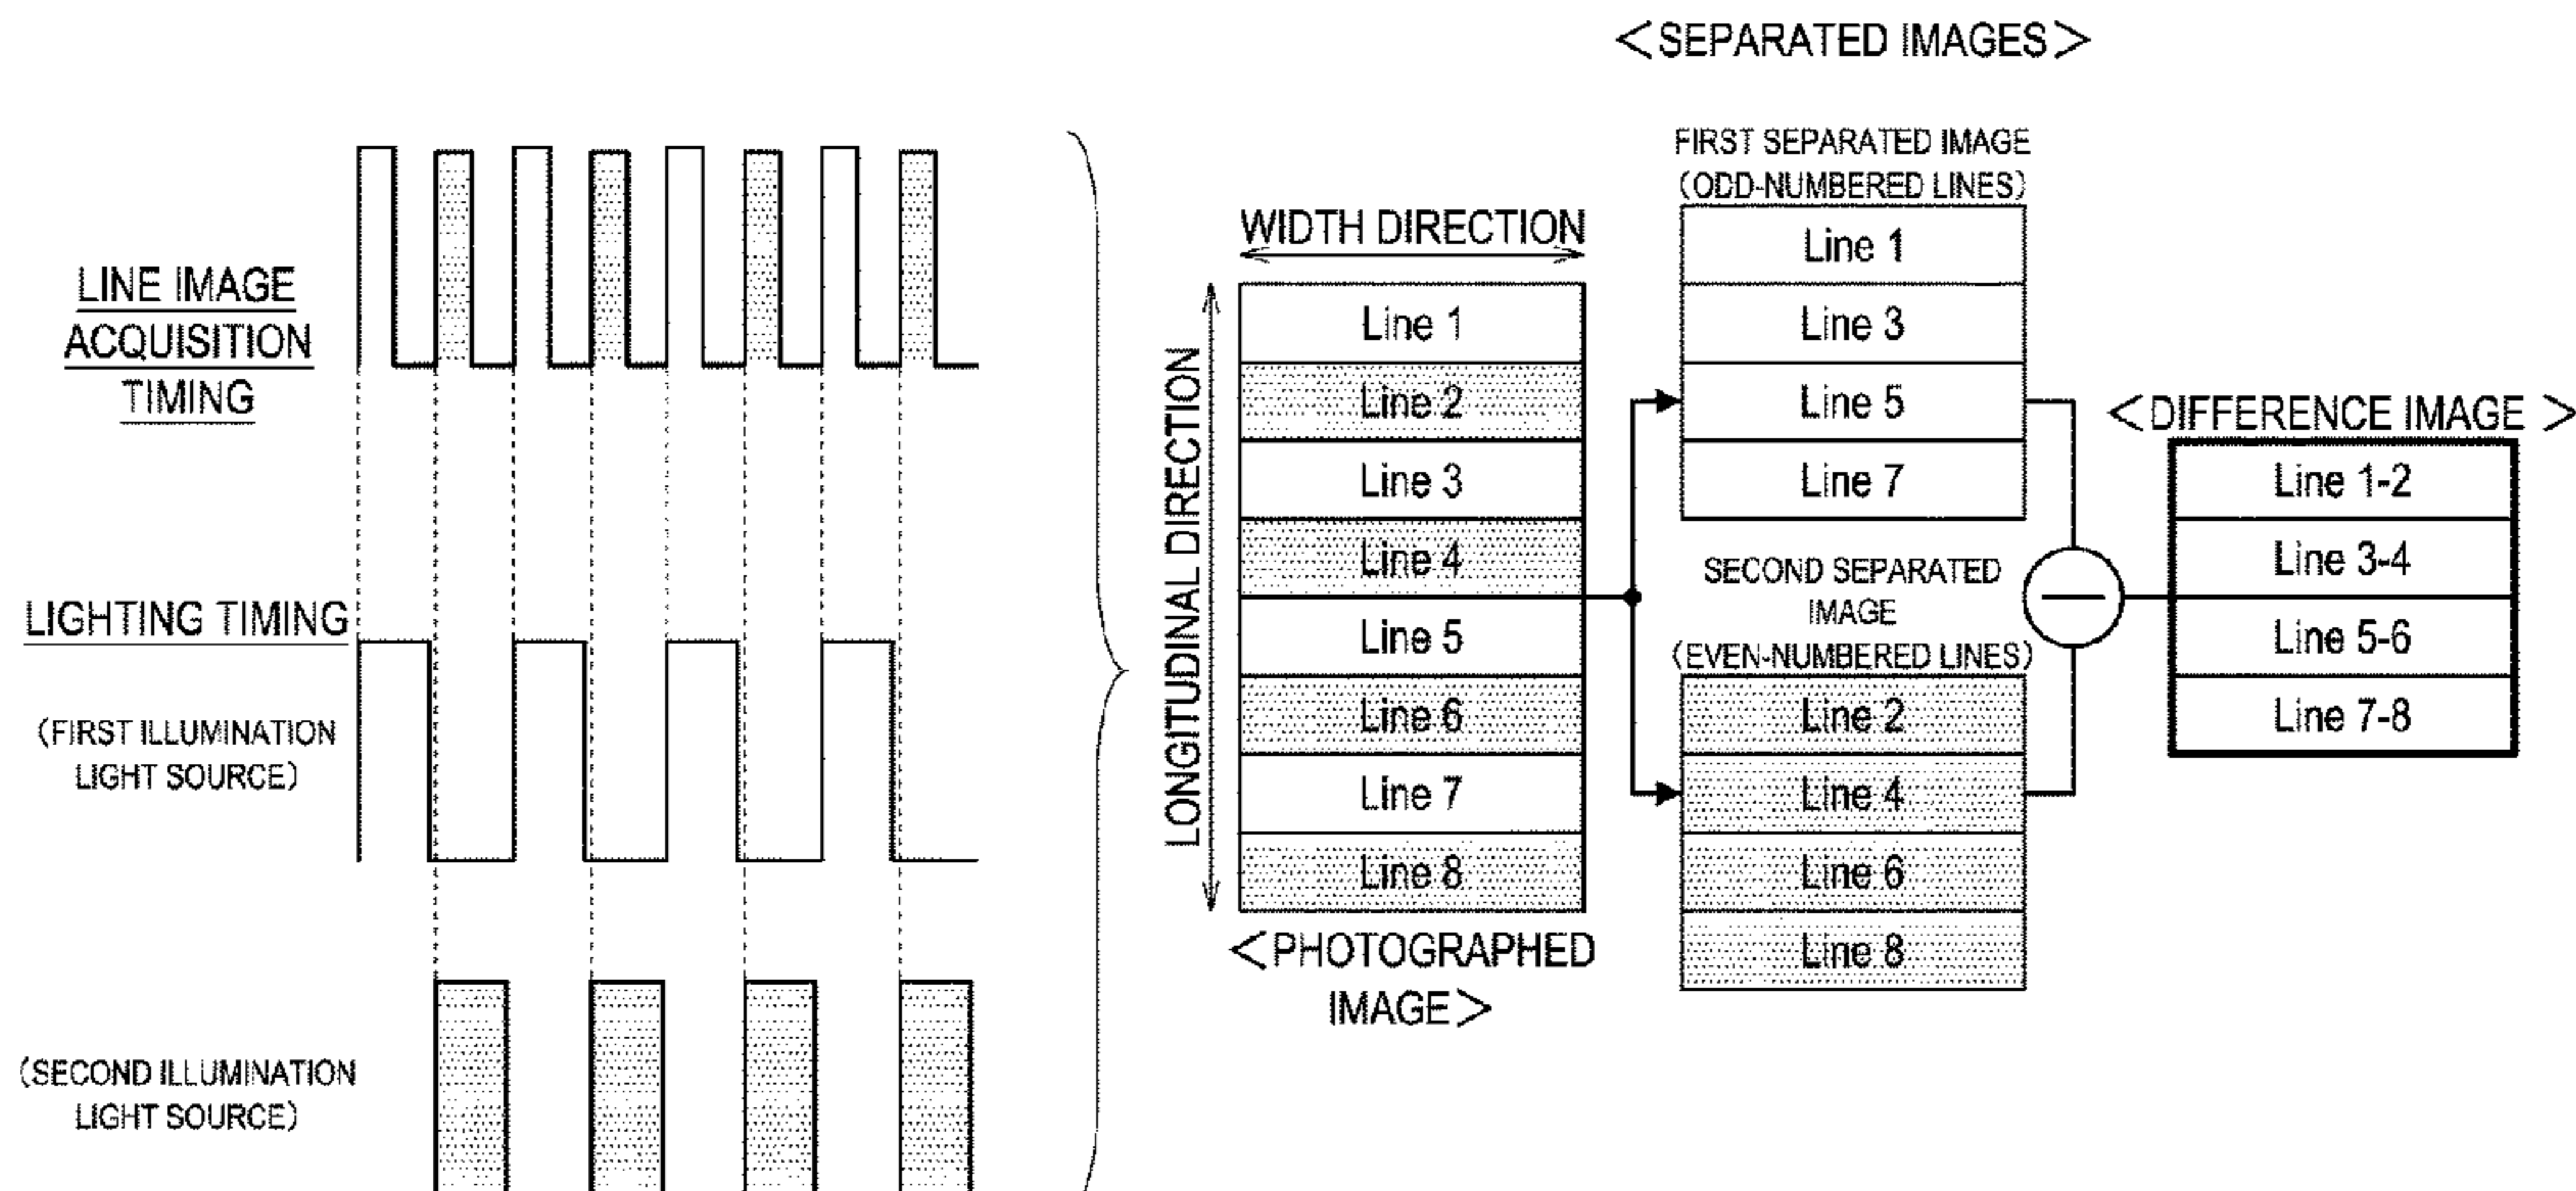 <SEPARATED IMAGES>
LINE IMAGE
ACQUISITION
TIMING
LIGHTING TIMING
(FIRST ILLUMINATION
LIGHT SOURCE)
(SECOND ILLUMINATION
LIGHT SOURCE)
WIDTH DIRECTION
LONGITUDINAL DIRECTION
Line 1
Line 2
Line 3
Line 4
Line 5
Line 6
Line 7
Line 8
<PHOTOGRAPHED
IMAGE>
FIRST SEPARATED IMAGE
(ODD-NUMBERED LINES)
Line 1
Line 3
Line 5
Line 7
SECOND SEPARATED
IMAGE
(EVEN-NUMBERED LINES)
Line 2
Line 4
Line 6
Line 8
<DIFFERENCE IMAGE >
Line 1-2
Line 3-4
Line 5-6
Line 7-8